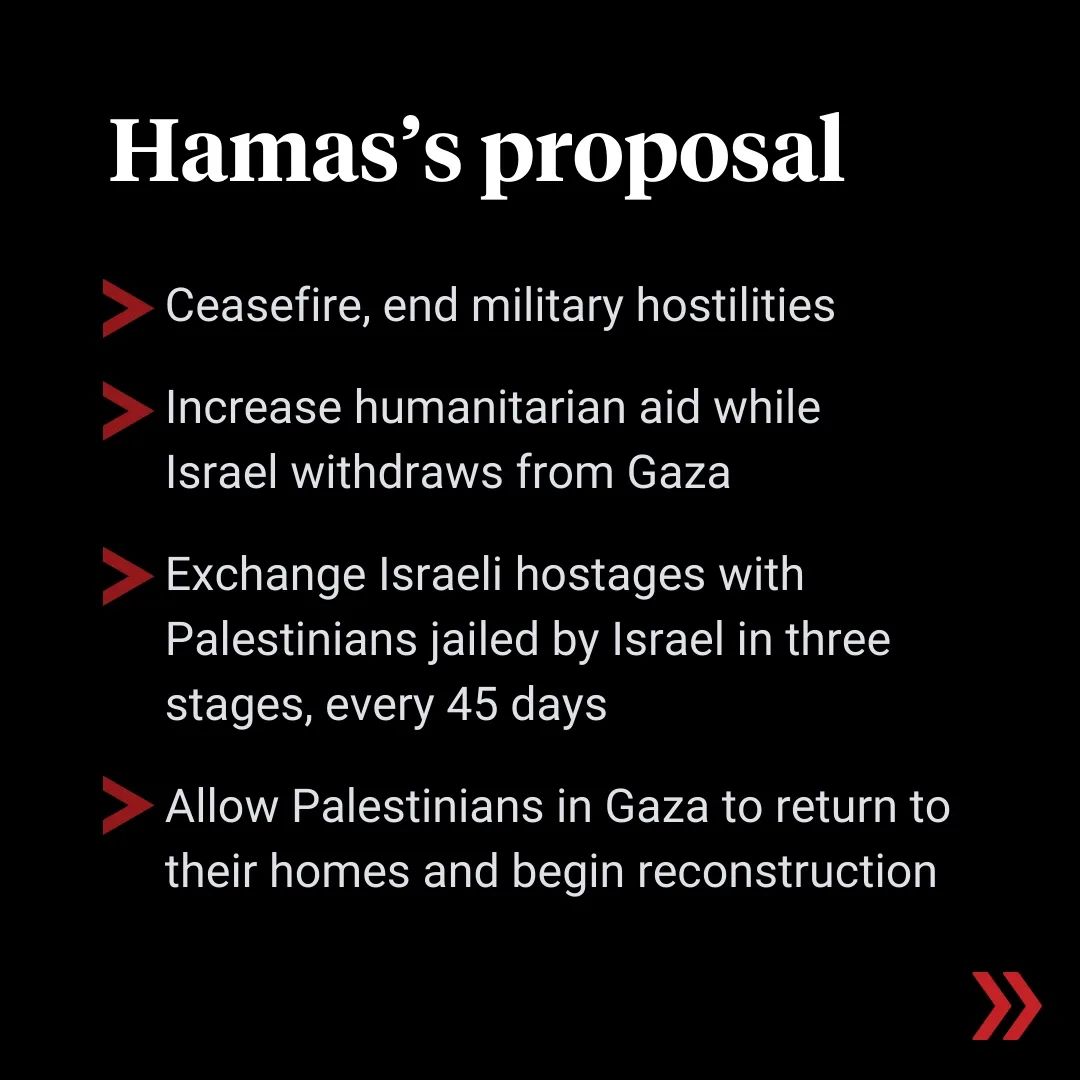 Hamas’s proposal
Ceasefire, end military hostilities
Increase humanitarian aid while
Israel withdraws from Gaza
Exchange Israeli hostages with
Palestinians jailed by Israel in three
stages, every 45 days
Allow Palestinians in Gaza to return to
their homes and begin reconstruction